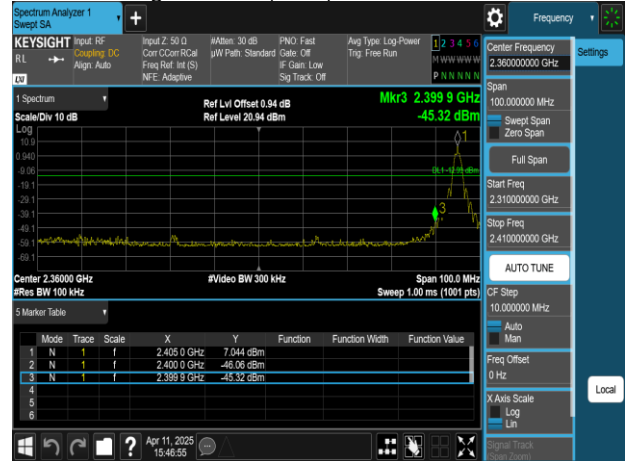 Spectrum Analyzer 1
Swept SA
Frequency
KEYSIGHT
RL
LXI
Input: RF
Coupling: DC
Align: Auto
Input Z: 50 Ω
Corr CCorr RCal
Freq Ref: Int (S)
NFE: Adaptive
#Atten: 30 dB
µW Path: Standard
PNO: Fast
Gate: Off
IF Gain: Low
Sig Track: Off
Avg Type: Log-Power
Trig: Free Run
1 2 3 4 5 6
M W W W W W
P N N N N N
1 Spectrum
Scale/Div 10 dB
Ref Lvl Offset 0.94 dB
Ref Level 20.94 dBm
Mkr3 2.399 9 GHz
-45.32 dBm
Log
10.9
0.940
-9.06
-19.1
-29.1
-39.1
-49.1
-59.1
-69.1
1
3
Center 2.36000 GHz
#Res BW 100 kHz
#Video BW 300 kHz
Span 100.0 MHz
Sweep 1.00 ms (1001 pts)
5 Marker Table
Mode Trace Scale X Y Function Function Width Function Value
1 N 1 f 2.405 0 GHz 7.044 dBm
2 N 1 f 2.400 0 GHz -46.06 dBm
3 N 1 f 2.399 9 GHz -45.32 dBm
4
5
6
Apr 11, 2025
15:46:55
Center Frequency
2.360000000 GHz
Settings
Span
100.000000 MHz
Swept Span
Zero Span
Full Span
Start Freq
2.310000000 GHz
Stop Freq
2.410000000 GHz
AUTO TUNE
CF Step
10.000000 MHz
Auto
Man
Freq Offset
0 Hz
X Axis Scale
Log
Lin
Local
Signal Track
(Span Zoom)